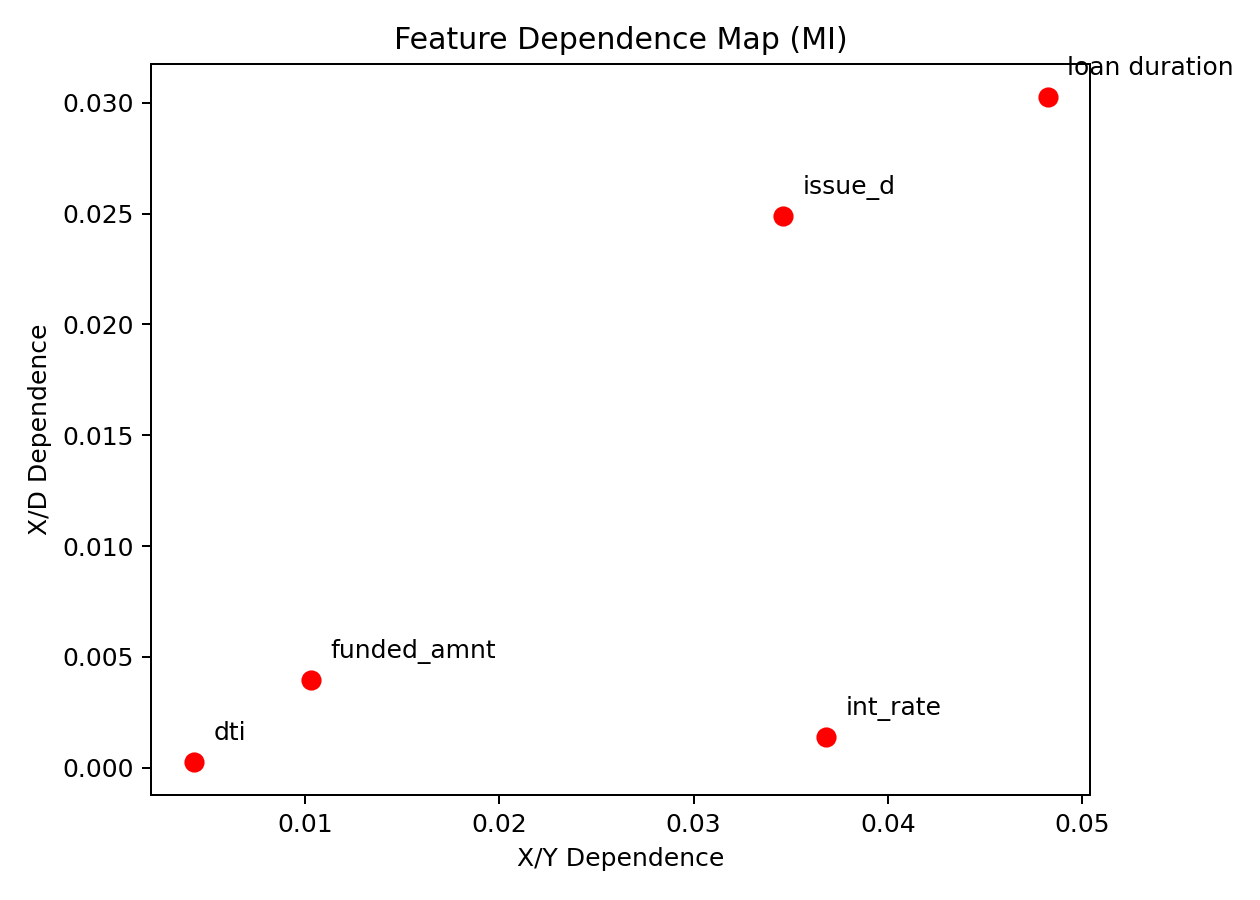 Feature Dependence Map (MI)
loan duration
0.030
issue_d
0.025
0.020
X/D Dependence
0.015
0.010
funded_amnt
0.005
int_rate
dti
0.000
0.01 0.02 0.03 0.04 0.05
X/Y Dependence